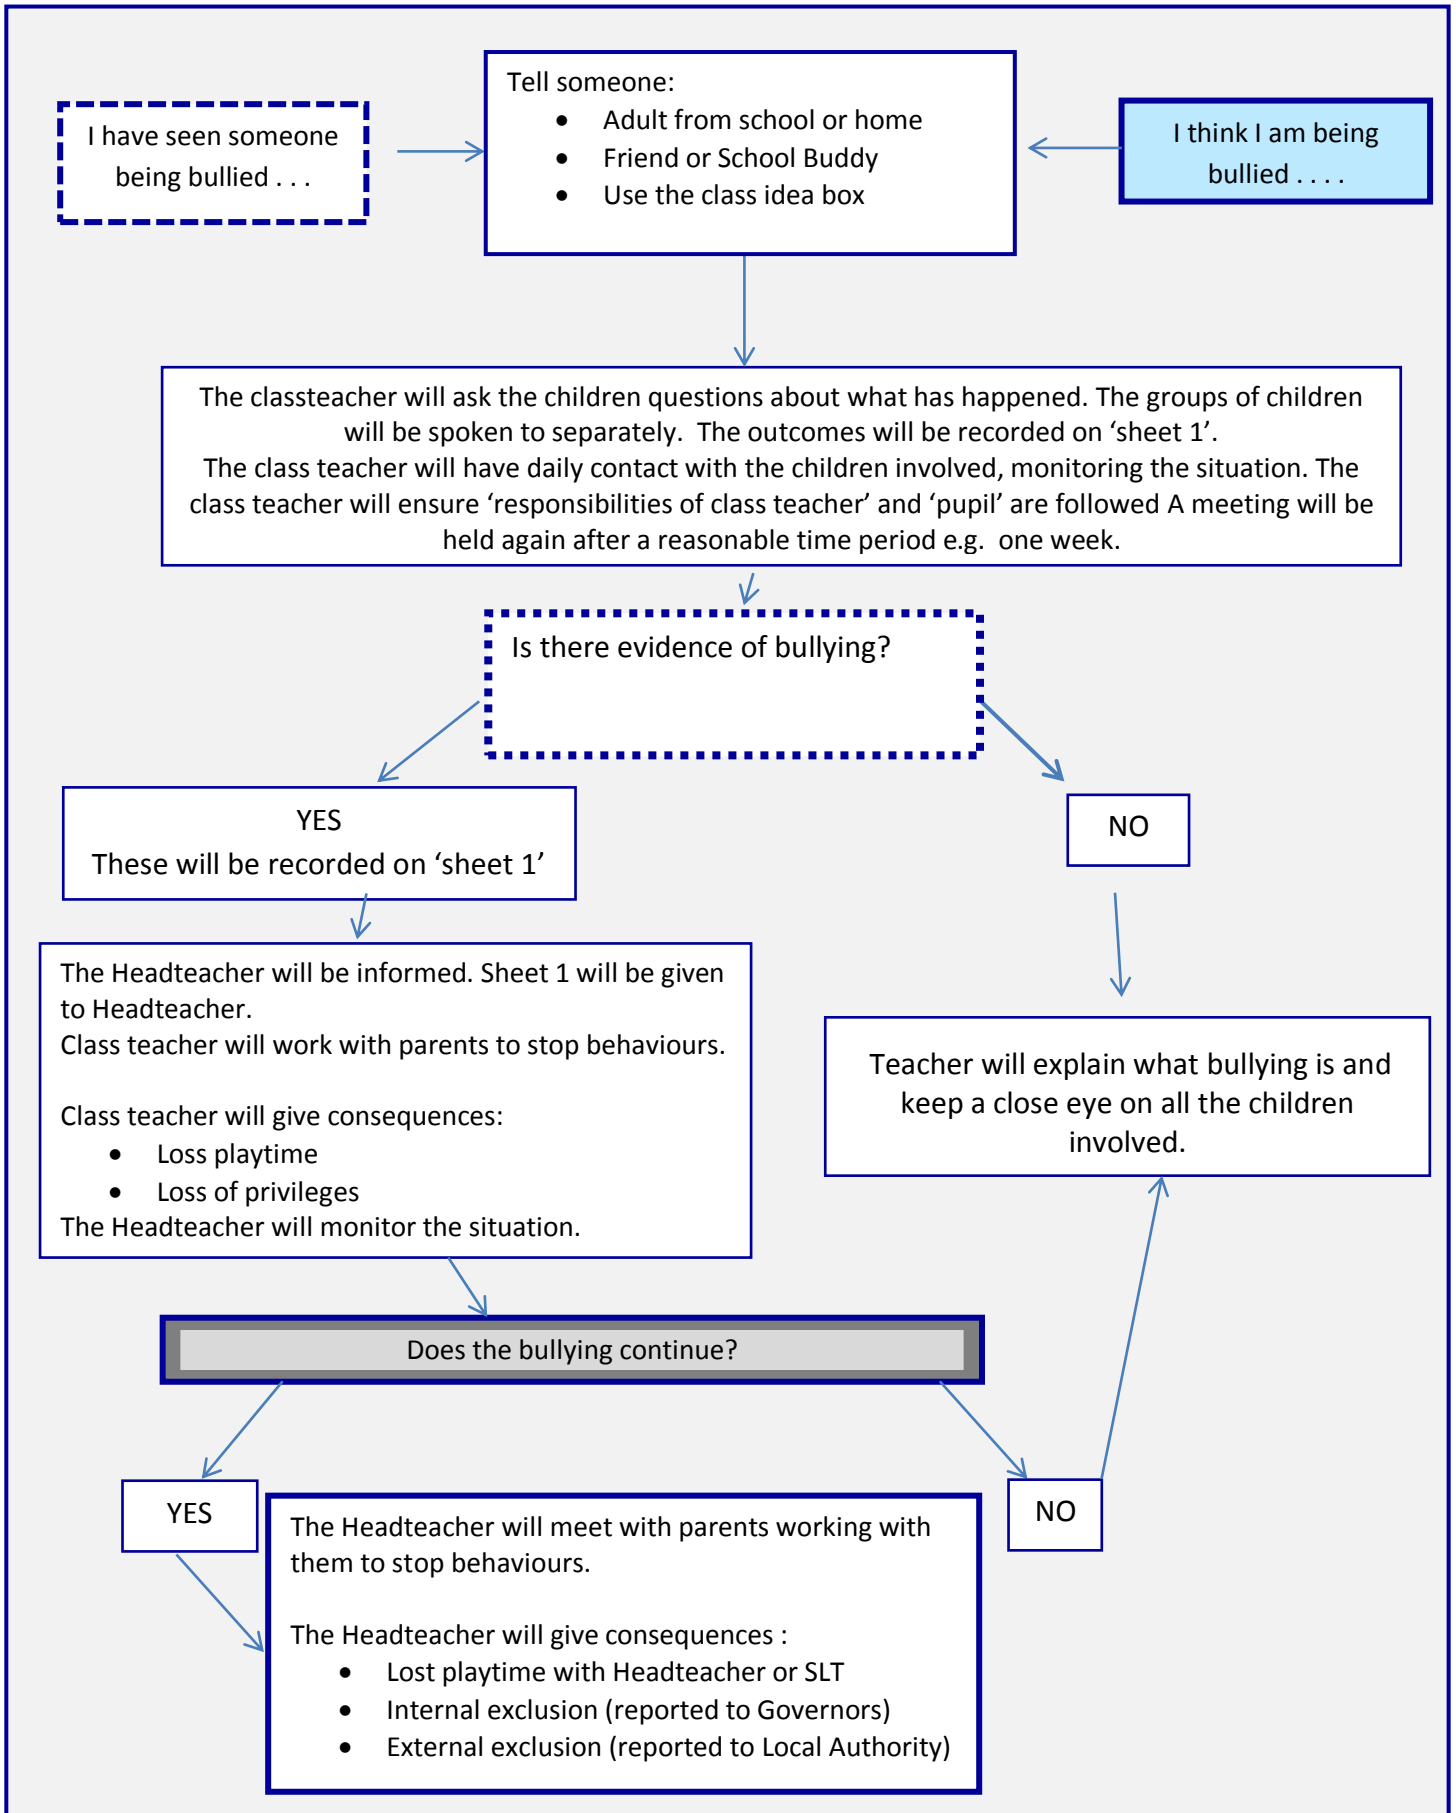 I have seen someone
being bullied . . .
Tell someone:
• Adult from school or home
• Friend or School Buddy
• Use the class idea box
I think I am being
bullied . . . .
The classteacher will ask the children questions about what has happened. The groups of children
will be spoken to separately.  The outcomes will be recorded on ‘sheet 1’.
The class teacher will have daily contact with the children involved, monitoring the situation. The
class teacher will ensure ‘responsibilities of class teacher’ and ‘pupil’ are followed A meeting will be
held again after a reasonable time period e.g.  one week.
Is there evidence of bullying?
YES
These will be recorded on ‘sheet 1’
NO
The Headteacher will be informed. Sheet 1 will be given
to Headteacher.
Class teacher will work with parents to stop behaviours.
Class teacher will give consequences:
• Loss playtime
• Loss of privileges
The Headteacher will monitor the situation.
Teacher will explain what bullying is and
keep a close eye on all the children
involved.
Does the bullying continue?
YES
NO
The Headteacher will meet with parents working with
them to stop behaviours.
The Headteacher will give consequences :
• Lost playtime with Headteacher or SLT
• Internal exclusion (reported to Governors)
• External exclusion (reported to Local Authority)